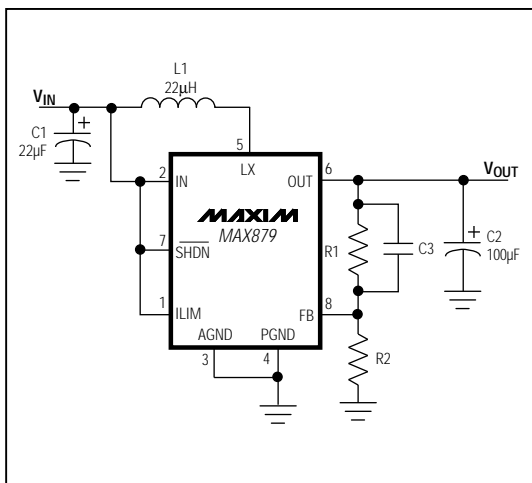 L1
22µH
VIN
C1
22µF
+
5
LX
2
IN
OUT
6
VOUT
MAXIM
MAX879
7
SHDN
R1
C3
+
C2
100µF
1
ILIM
FB
8
AGND
PGND
3
4
R2